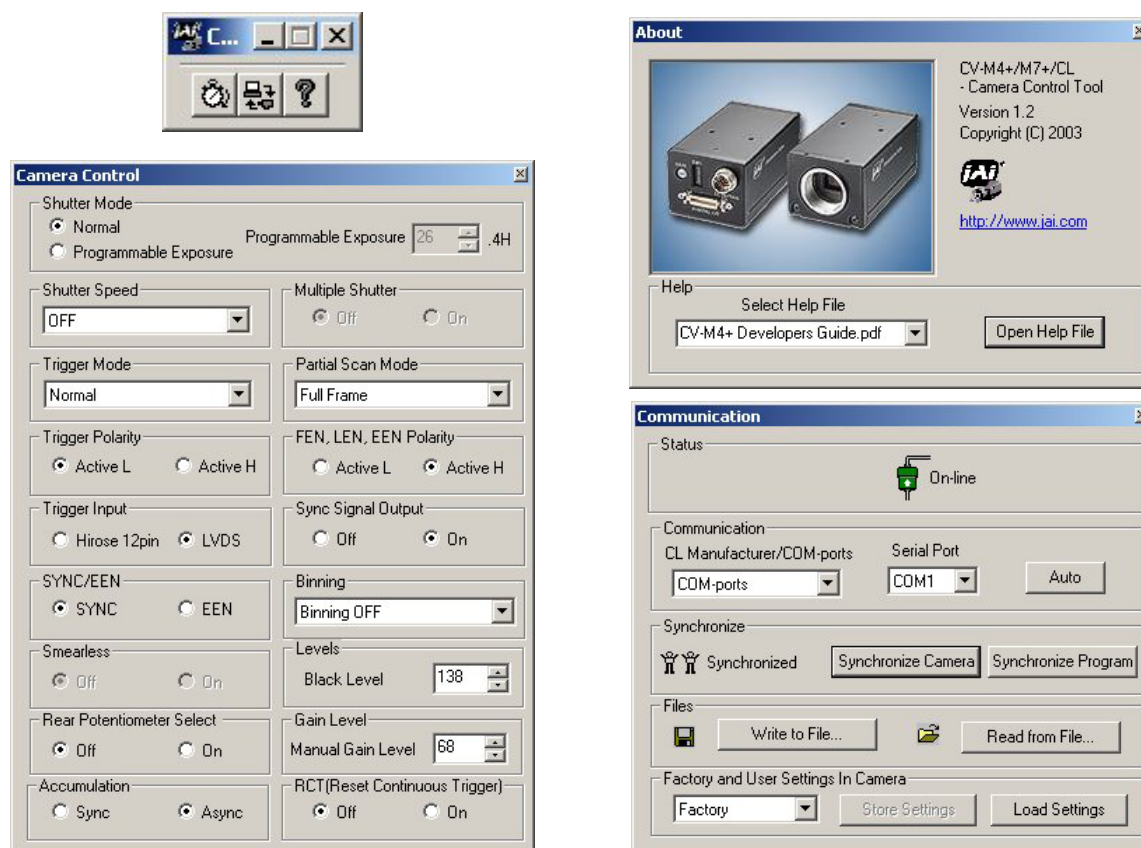 C...
Camera Control
Shutter Mode
Normal
Programmable Exposure
Programmable Exposure 26 .4H
Shutter Speed
OFF
Multiple Shutter
Off On
Trigger Mode
Normal
Partial Scan Mode
Full Frame
Trigger Polarity
Active L Active H
FEN, LEN, EEN Polarity
Active L Active H
Trigger Input
Hirose 12pin LVDS
Sync Signal Output
Off On
SYNC/EEN
SYNC EEN
Binning
Binning OFF
Smearless
Off On
Levels
Black Level 138
Rear Potentiometer Select
Off On
Gain Level
Manual Gain Level 68
Accumulation
Sync Async
RCT(Reset Continuous Trigger)
Off On
About
CV-M4+/M7+/CL
- Camera Control Tool
Version 1.2
Copyright (C) 2003
JAI
http://www.jai.com
Help
Select Help File
CV-M4+ Developers Guide.pdf Open Help File
Communication
Status
On-line
Communication
CL Manufacturer/COM-ports Serial Port
COM-ports COM1 Auto
Synchronize
Synchronized Synchronize Camera Synchronize Program
Files
Write to File... Read from File...
Factory and User Settings In Camera
Factory Store Settings Load Settings